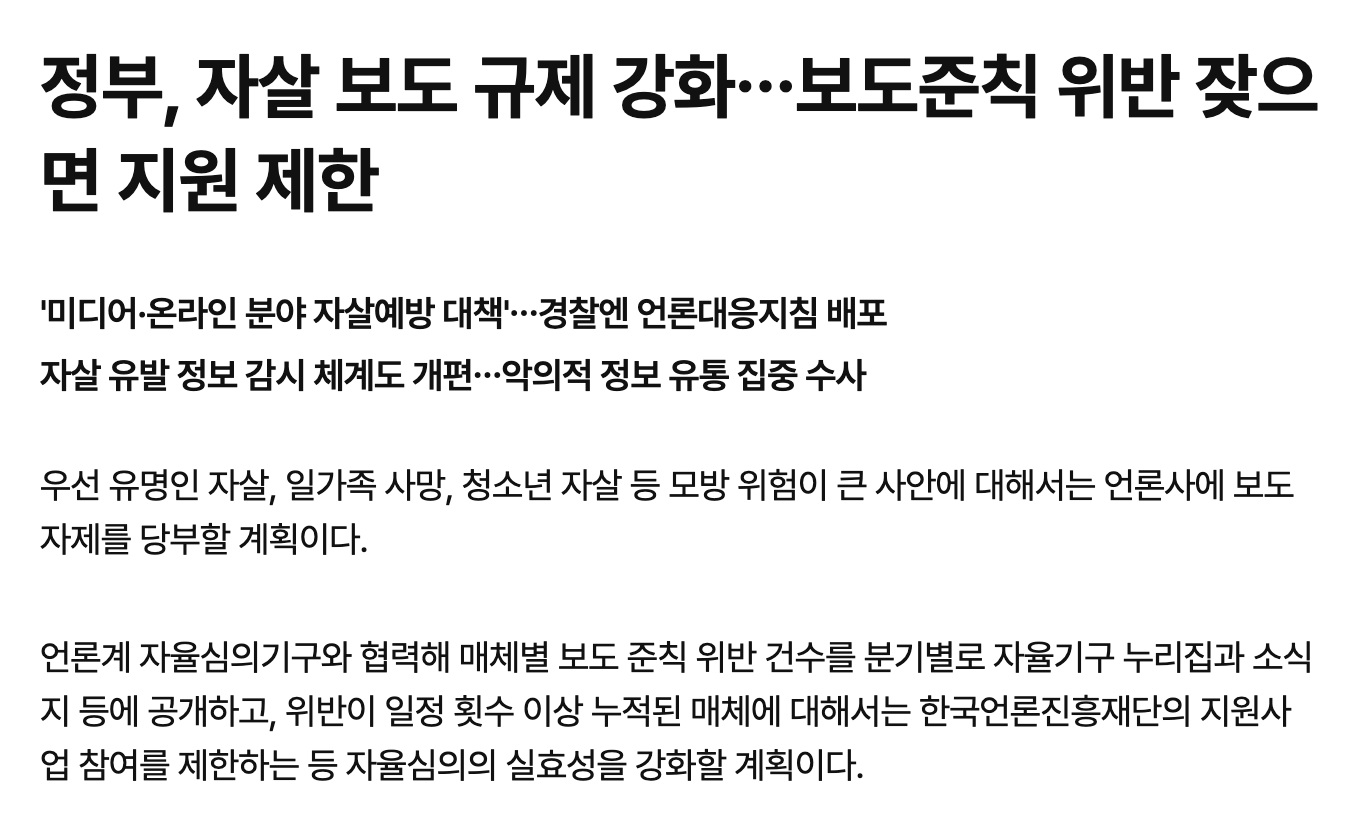 정부, 자살 보도 규제 강화…보도준칙 위반 잦으
면 지원 제한
'미디어·온라인 분야 자살예방 대책'…경찰엔 언론대응지침 배포
자살 유발 정보 감시 체계도 개편…악의적 정보 유통 집중 수사
우선 유명인 자살, 일가족 사망, 청소년 자살 등 모방 위험이 큰 사안에 대해서는 언론사에 보도
자제를 당부할 계획이다.
언론계 자율심의기구와 협력해 매체별 보도 준칙 위반 건수를 분기별로 자율기구 누리집과 소식
지 등에 공개하고, 위반이 일정 횟수 이상 누적된 매체에 대해서는 한국언론진흥재단의 지원사
업 참여를 제한하는 등 자율심의의 실효성을 강화할 계획이다.